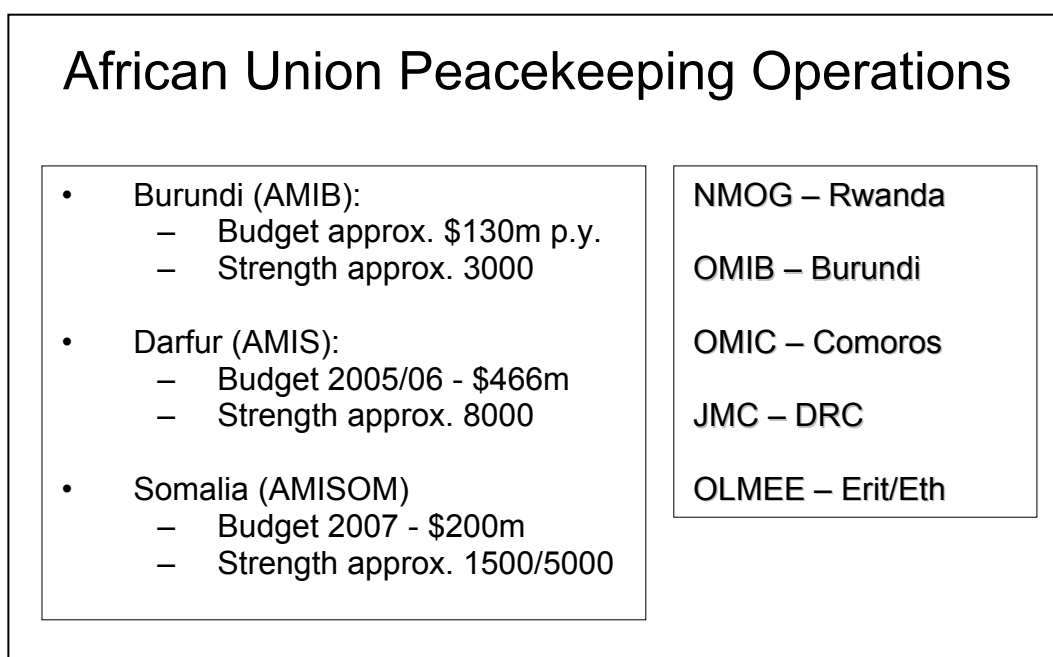 African Union Peacekeeping Operations
• Burundi (AMIB):
– Budget approx. $130m p.y.
– Strength approx. 3000
• Darfur (AMIS):
– Budget 2005/06 - $466m
– Strength approx. 8000
• Somalia (AMISOM)
– Budget 2007 - $200m
– Strength approx. 1500/5000
NMOG – Rwanda
OMIB – Burundi
OMIC – Comoros
JMC – DRC
OLMEE – Erit/Eth